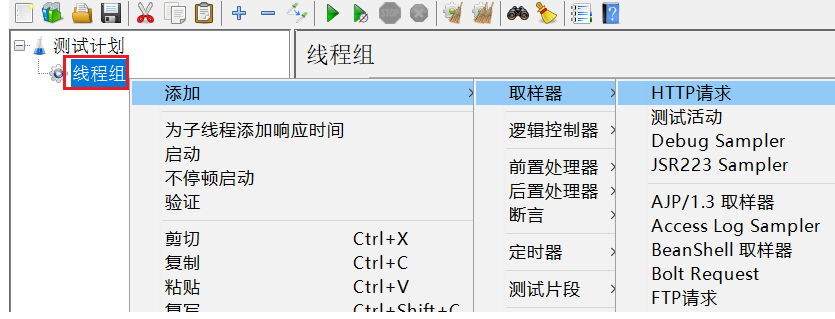 测试计划
线程组
线程组
添加
为子线程添加响应时间
启动
不停顿启动
验证
剪切 Ctrl+X
复制 Ctrl+C
粘贴 Ctrl+V
复写 Ctrl+Shift+C
取样器
逻辑控制器
前置处理器
后置处理器
断言
定时器
测试片段
HTTP请求
测试活动
Debug Sampler
JSR223 Sampler
AJP/1.3 取样器
Access Log Sampler
BeanShell 取样器
Bolt Request
FTP请求